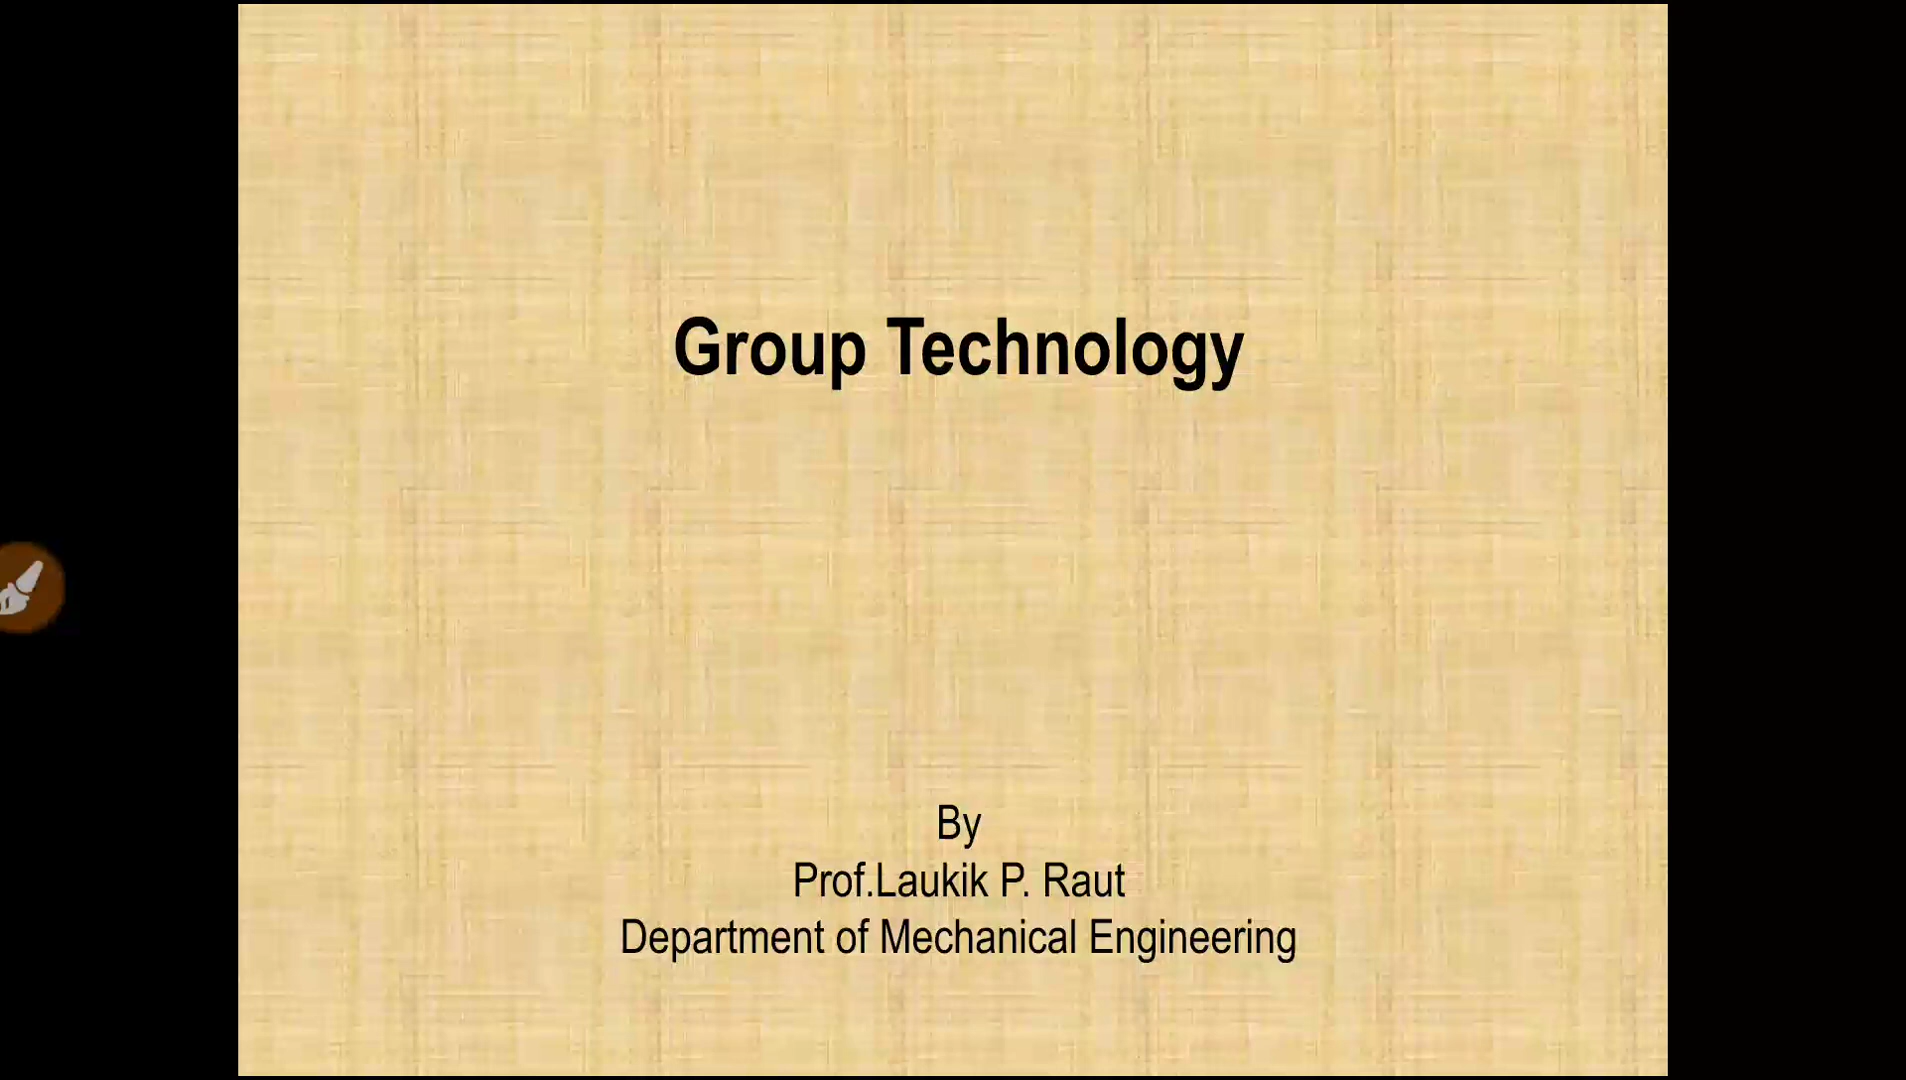 Group Technology
By
Prof.Laukik P. Raut
Department of Mechanical Engineering